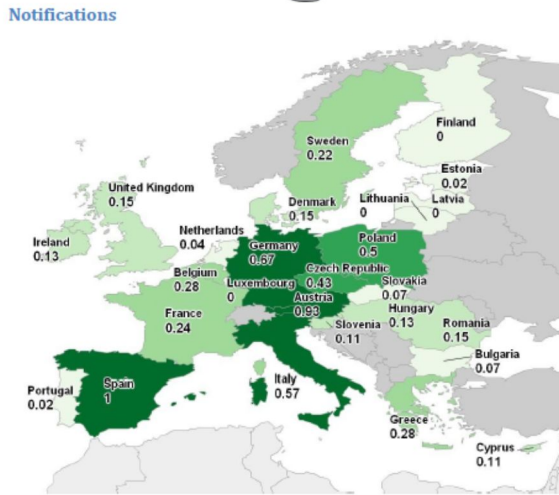 Notifications
Finland
0
Sweden
0.22
Estonia
0.02
United Kingdom
0.15
Denmark
0.15
Lithuania
0
Latvia
0
Netherlands
0.04
Ireland
0.13
Germany
0.67
Poland
0.5
Belgium
0.28
Luxembourg
0
Czech Republic
0.43
Slovakia
0.07
Austria
0.93
France
0.24
Hungary
0.13
Slovenia
0.11
Romania
0.15
Bulgaria
0.07
Italy
0.57
Spain
1
Portugal
0.02
Greece
0.28
Cyprus
0.11